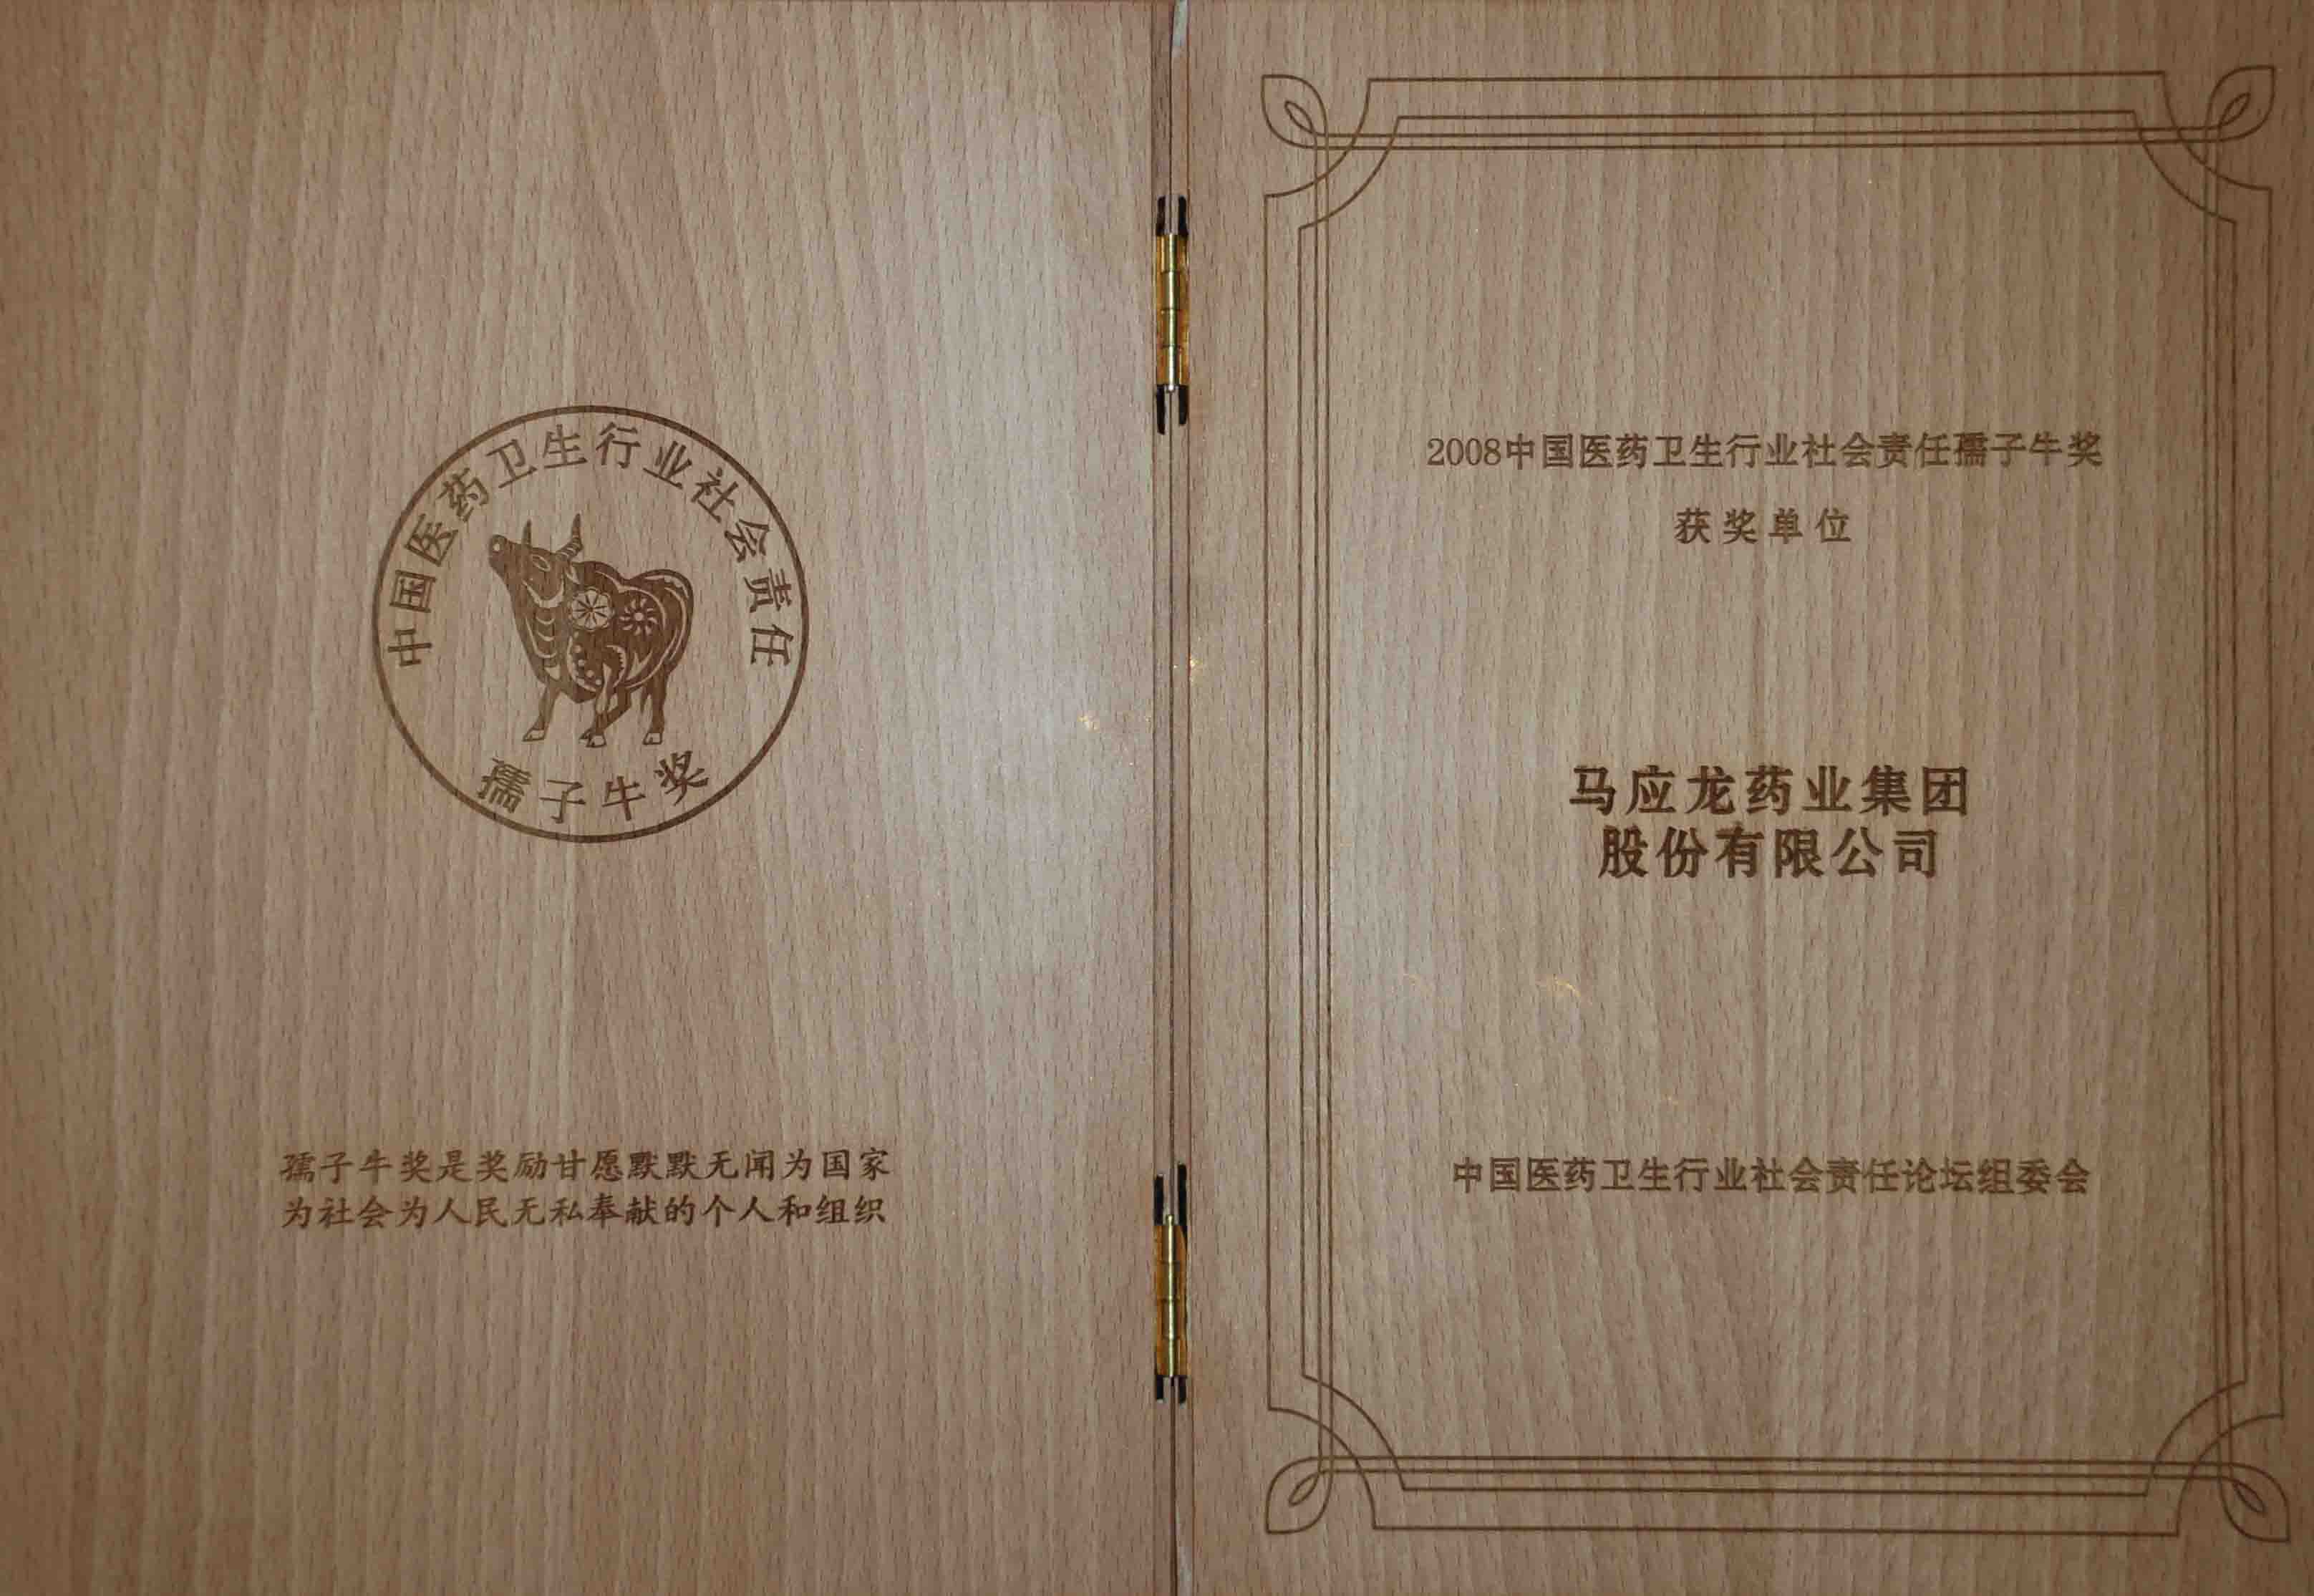 中国医药卫生行业社会责任
孺子牛奖
孺子牛奖是奖励甘愿默默无闻为国家
为社会为人民无私奉献的个人和组织
2008中国医药卫生行业社会责任孺子牛奖
获奖单位
马应龙药业集团
股份有限公司
中国医药卫生行业社会责任论坛组委会